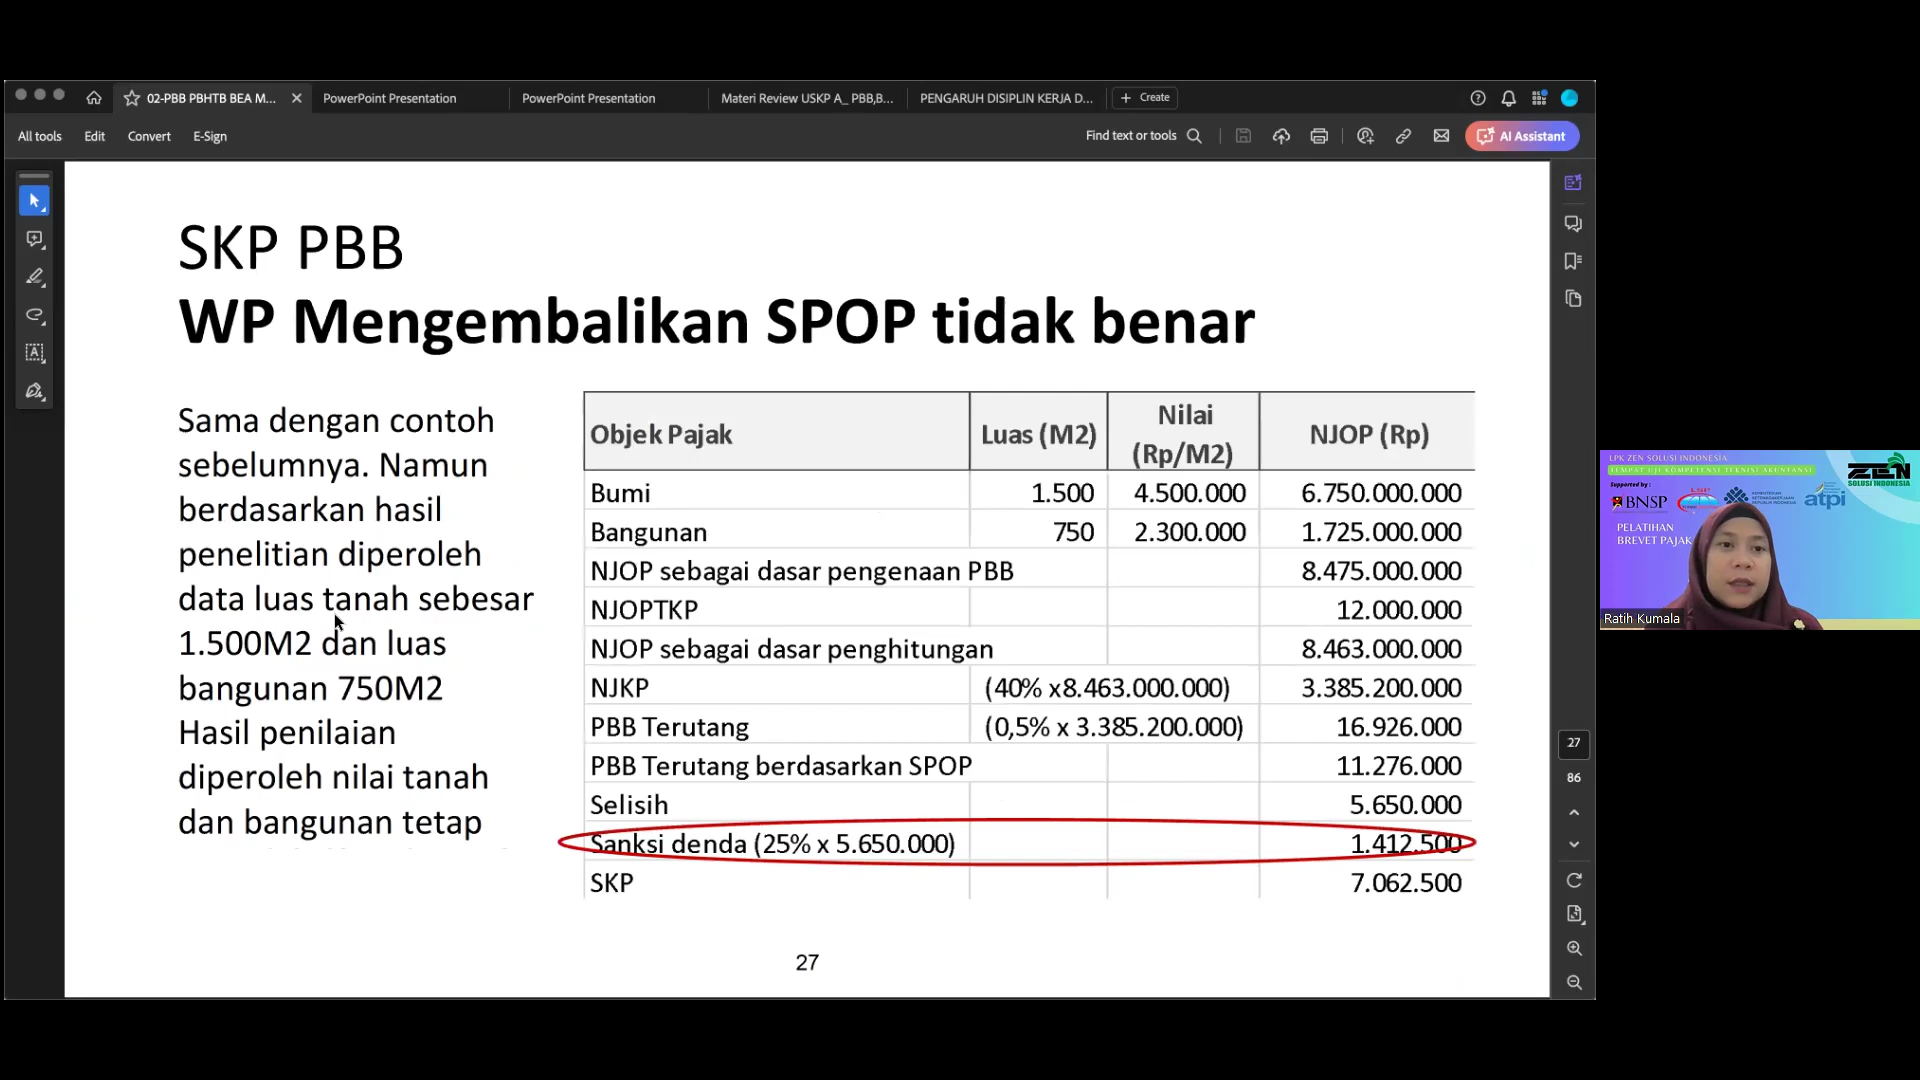 02-PBB PBHTB BEA M...
PowerPoint Presentation
PowerPoint Presentation
Materi Review USKP A_ PBB,B...
PENGARUH DISIPLIN KERJA D...
+ Create
All tools
Edit
Convert
E-Sign
Find text or tools
AI Assistant
SKP PBB
WP Mengembalikan SPOP tidak benar
Sama dengan contoh
sebelumnya. Namun
berdasarkan hasil
penelitian diperoleh
data luas tanah sebesar
1.500M2 dan luas
bangunan 750M2
Hasil penilaian
diperoleh nilai tanah
dan bangunan tetap
Objek Pajak Luas (M2) Nilai (Rp/M2) NJOP (Rp)
Bumi 1.500 4.500.000 6.750.000.000
Bangunan 750 2.300.000 1.725.000.000
NJOP sebagai dasar pengenaan PBB 8.475.000.000
NJOPTKP 12.000.000
NJOP sebagai dasar penghitungan 8.463.000.000
NJKP (40% x8.463.000.000) 3.385.200.000
PBB Terutang (0,5% x 3.385.200.000) 16.926.000
PBB Terutang berdasarkan SPOP 11.276.000
Selisih 5.650.000
Sanksi denda (25% x 5.650.000) 1.412.500
SKP 7.062.500
27
27
86
LPK ZEN SOLUSI INDONESIA
TEMPAT UJI KOMPETENSI TEKNISI AKUNTANSI
Supported by :
BNSP
atpi
ZEN
SOLUSI INDONESIA
PELATIHAN
BREVET PAJAK
Ratih Kumala